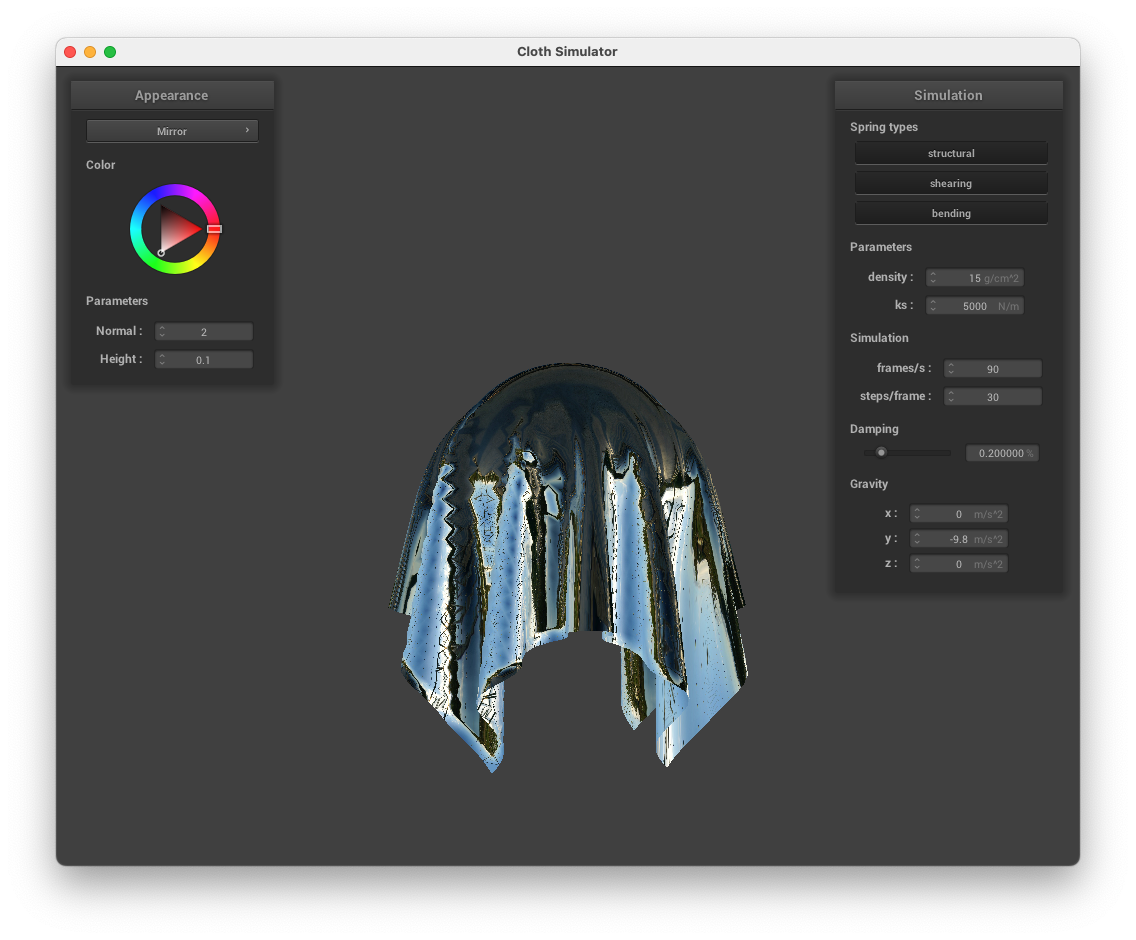 Cloth Simulator
Appearance
Mirror
Color
Parameters
Normal : 2
Height : 0.1
Simulation
Spring types
structural
shearing
bending
Parameters
density : 15 g/cm^2
ks : 5000 N/m
Simulation
frames/s : 90
steps/frame : 30
Damping
0.200000 %
Gravity
x : 0 m/s^2
y : -9.8 m/s^2
z : 0 m/s^2